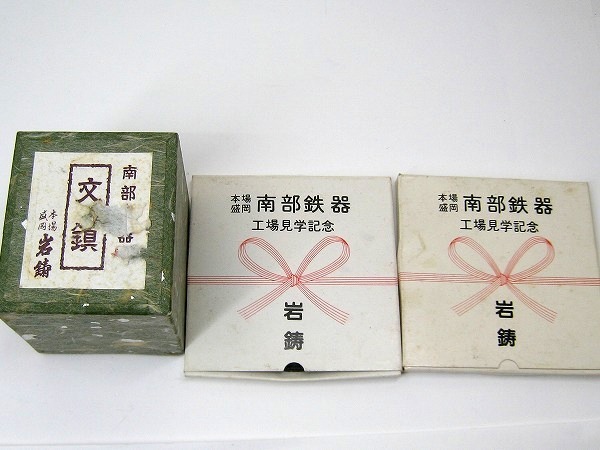 南部 器
文鎮
本場
盛岡 岩鋳
本場
盛岡 南部鉄器
工場見学記念
岩鋳
本場
盛岡 南部鉄器
工場見学記念
岩鋳